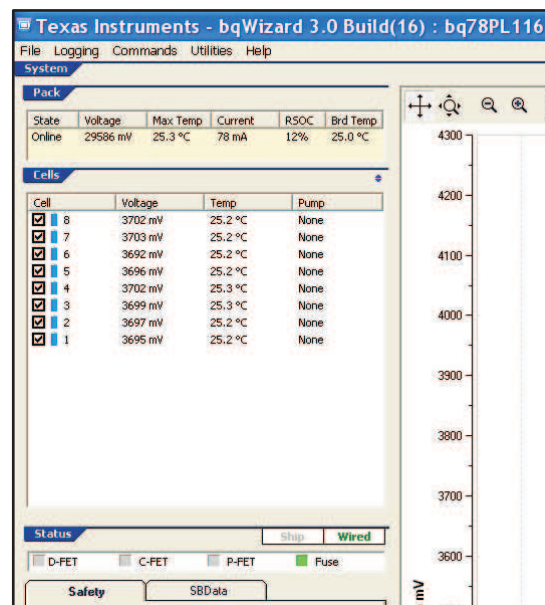 Texas Instruments - bqWizard 3.0 Build(16) : bq78PL116
File Logging Commands Utilities Help
System
Pack
State Voltage Max Temp Current RSOC Brd Temp
Online 29586 mV 25.3 °C 78 mA 12% 25.0 °C
Cells
Cell Voltage Temp Pump
8 3702 mV 25.2 °C None
7 3703 mV 25.2 °C None
6 3692 mV 25.2 °C None
5 3696 mV 25.2 °C None
4 3702 mV 25.3 °C None
3 3699 mV 25.3 °C None
2 3697 mV 25.2 °C None
1 3695 mV 25.2 °C None
Status Ship Wired
D-FET C-FET P-FET Fuse
Safety SBData
4300
4200
4100
4000
3900
3800
3700
3600
mV